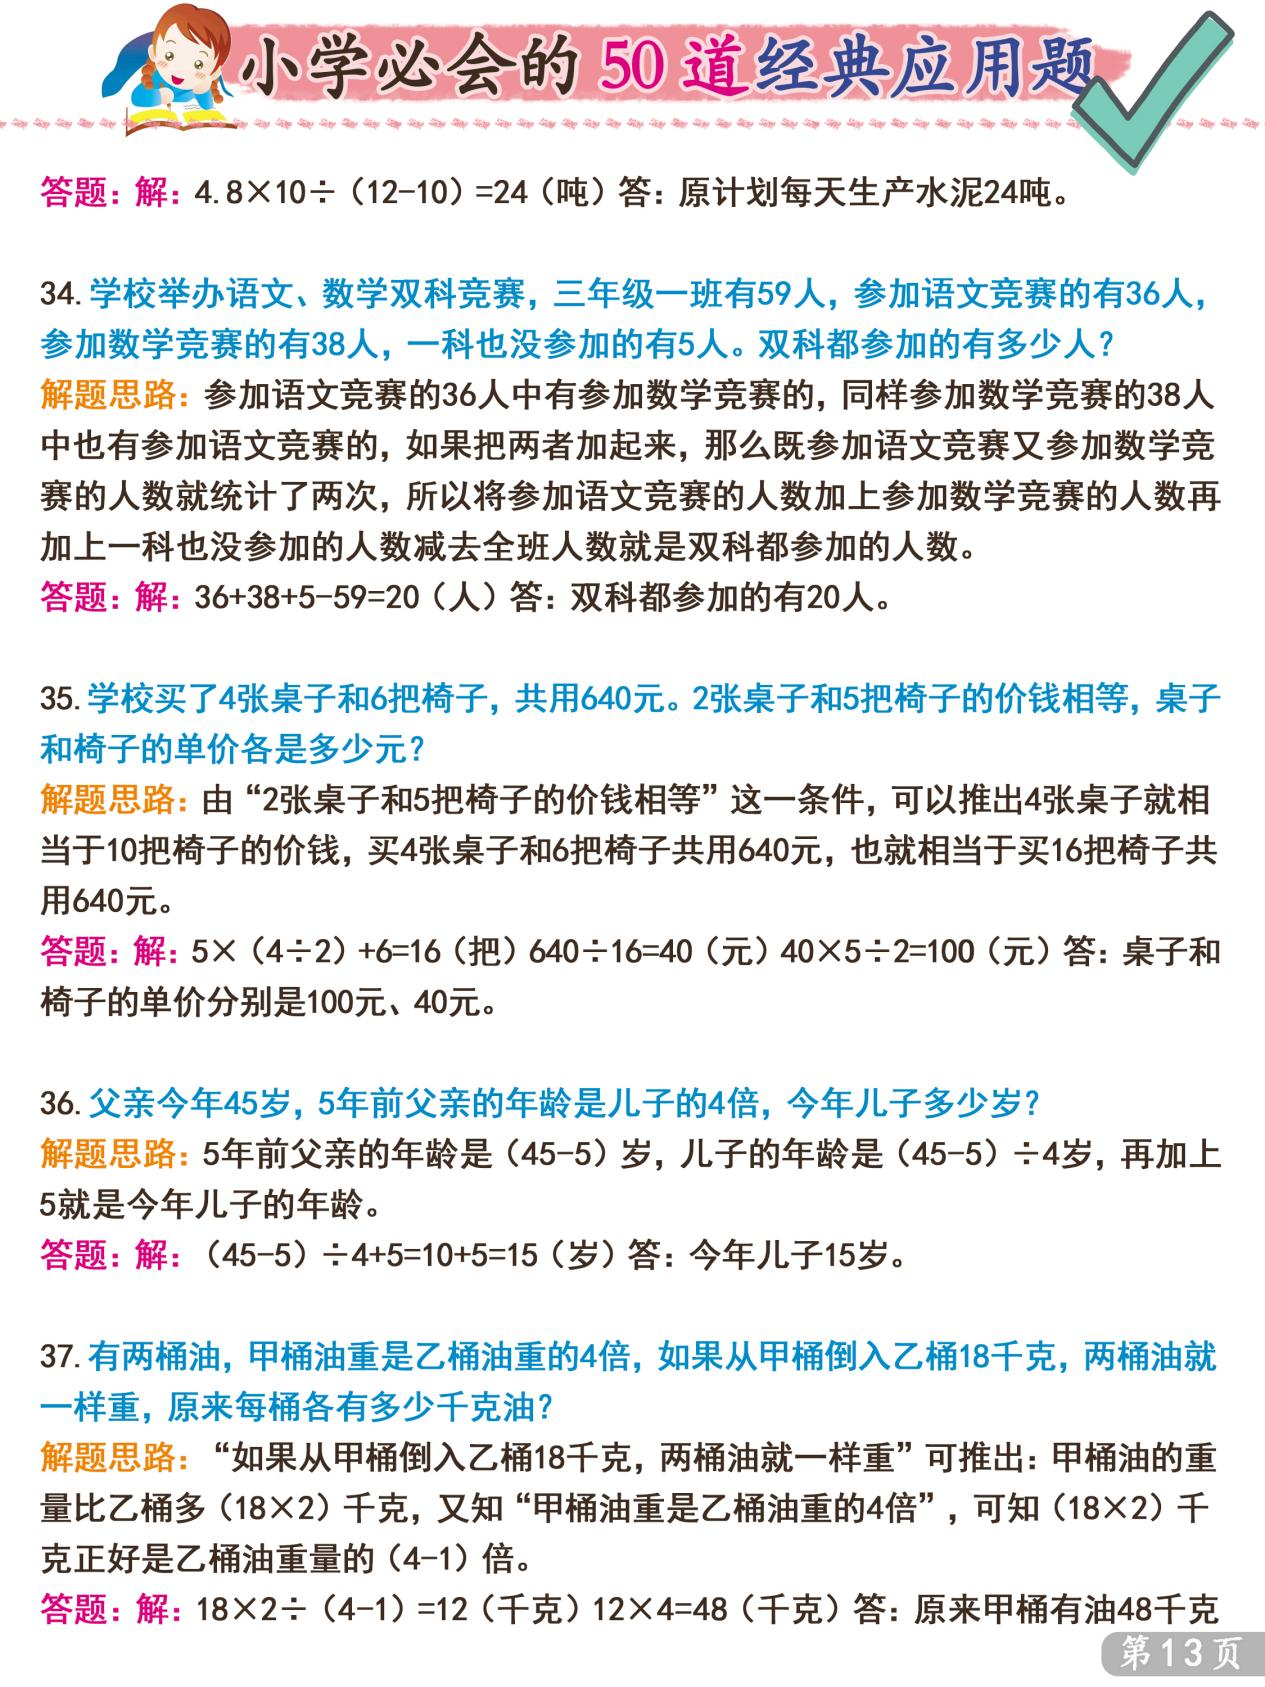 小学必会的50道经典应用题
答题：解：4.8×10÷（12-10）=24（吨）答：原计划每天生产水泥24吨。
34.学校举办语文、数学双科竞赛，三年级一班有59人，参加语文竞赛的有36人，
参加数学竞赛的有38人，一科也没参加的有5人。双科都参加的有多少人？
解题思路：参加语文竞赛的36人中有参加数学竞赛的，同样参加数学竞赛的38人
中也有参加语文竞赛的，如果把两者加起来，那么既参加语文竞赛又参加数学竞
赛的人数就统计了两次，所以将参加语文竞赛的人数加上参加数学竞赛的人数再
加上一科也没参加的人数减去全班人数就是双科都参加的人数。
答题：解：36+38+5-59=20（人）答：双科都参加的有20人。
35.学校买了4张桌子和6把椅子，共用640元。2张桌子和5把椅子的价钱相等，桌子
和椅子的单价各是多少元？
解题思路：由“2张桌子和5把椅子的价钱相等”这一条件，可以推出4张桌子就相
当于10把椅子的价钱，买4张桌子和6把椅子共用640元，也就相当于买16把椅子共
用640元。
答题：解：5×（4÷2）+6=16（把）640÷16=40（元）40×5÷2=100（元）答：桌子和
椅子的单价分别是100元、40元。
36.父亲今年45岁，5年前父亲的年龄是儿子的4倍，今年儿子多少岁？
解题思路：5年前父亲的年龄是（45-5）岁，儿子的年龄是（45-5）÷4岁，再加上
5就是今年儿子的年龄。
答题：解：（45-5）÷4+5=10+5=15（岁）答：今年儿子15岁。
37.有两桶油，甲桶油重是乙桶油重的4倍，如果从甲桶倒入乙桶18千克，两桶油就
一样重，原来每桶各有多少千克油？
解题思路：“如果从甲桶倒入乙桶18千克，两桶油就一样重”可推出：甲桶油的重
量比乙桶多（18×2）千克，又知“甲桶油重是乙桶油重的4倍”，可知（18×2）千
克正好是乙桶油重量的（4-1）倍。
答题：解：18×2÷（4-1）=12（千克）12×4=48（千克）答：原来甲桶有油48千克
第13页